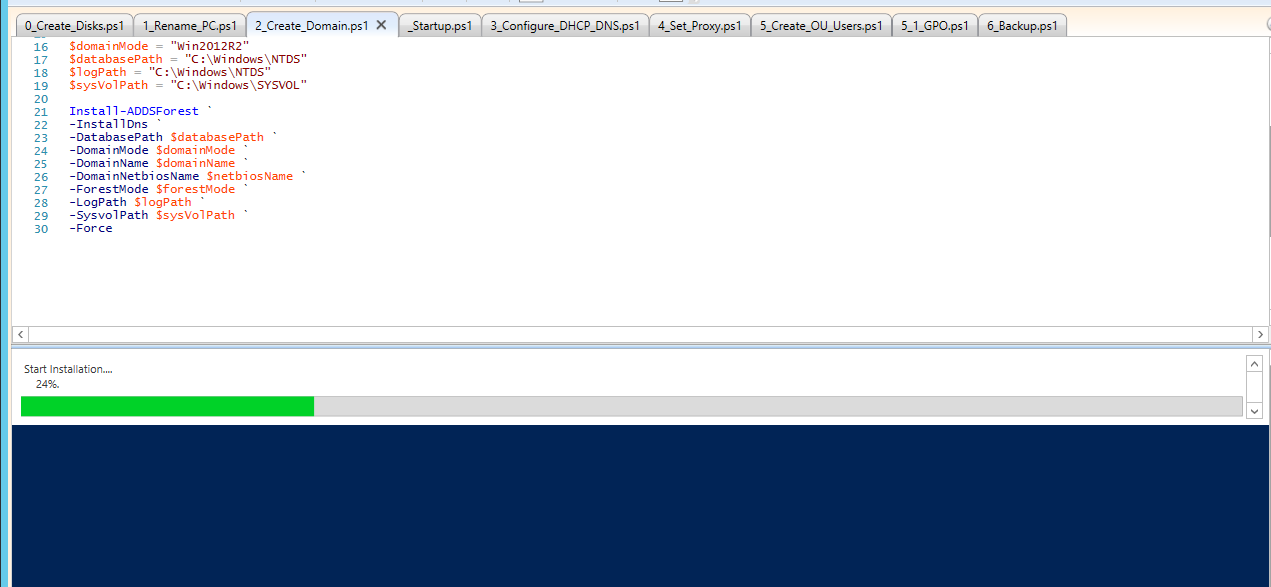 0_Create_Disks.ps1 1_Rename_PC.ps1 2_Create_Domain.ps1 _Startup.ps1 3_Configure_DHCP_DNS.ps1 4_Set_Proxy.ps1 5_Create_OU_Users.ps1 5_1_GPO.ps1 6_Backup.ps1
16 $domainMode = "Win2012R2"
17 $databasePath = "C:\Windows\NTDS"
18 $logPath = "C:\Windows\NTDS"
19 $sysVolPath = "C:\Windows\SYSVOL"
20
21 Install-ADDSForest `
22 -InstallDns `
23 -DatabasePath $databasePath `
24 -DomainMode $domainMode `
25 -DomainName $domainName `
26 -DomainNetbiosName $netbiosName `
27 -ForestMode $forestMode `
28 -LogPath $logPath `
29 -SysvolPath $sysVolPath `
30 -Force
Start Installation....
24%.